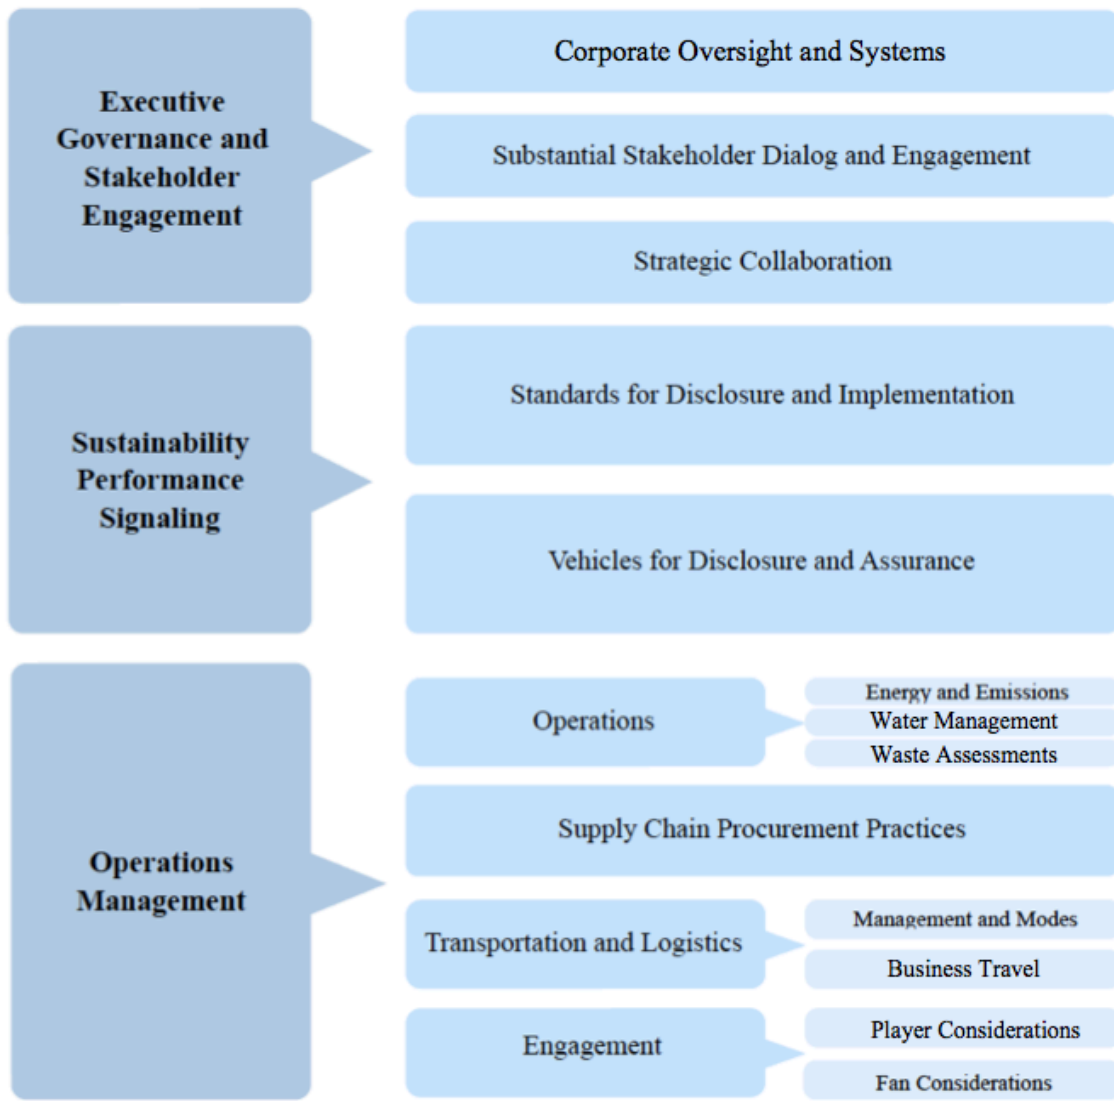 Executive
Governance and
Stakeholder
Engagement
Corporate Oversight and Systems
Substantial Stakeholder Dialog and Engagement
Strategic Collaboration
Sustainability
Performance
Signaling
Standards for Disclosure and Implementation
Vehicles for Disclosure and Assurance
Operations
Management
Operations
Energy and Emissions
Water Management
Waste Assessments
Supply Chain Procurement Practices
Transportation and Logistics
Management and Modes
Business Travel
Engagement
Player Considerations
Fan Considerations